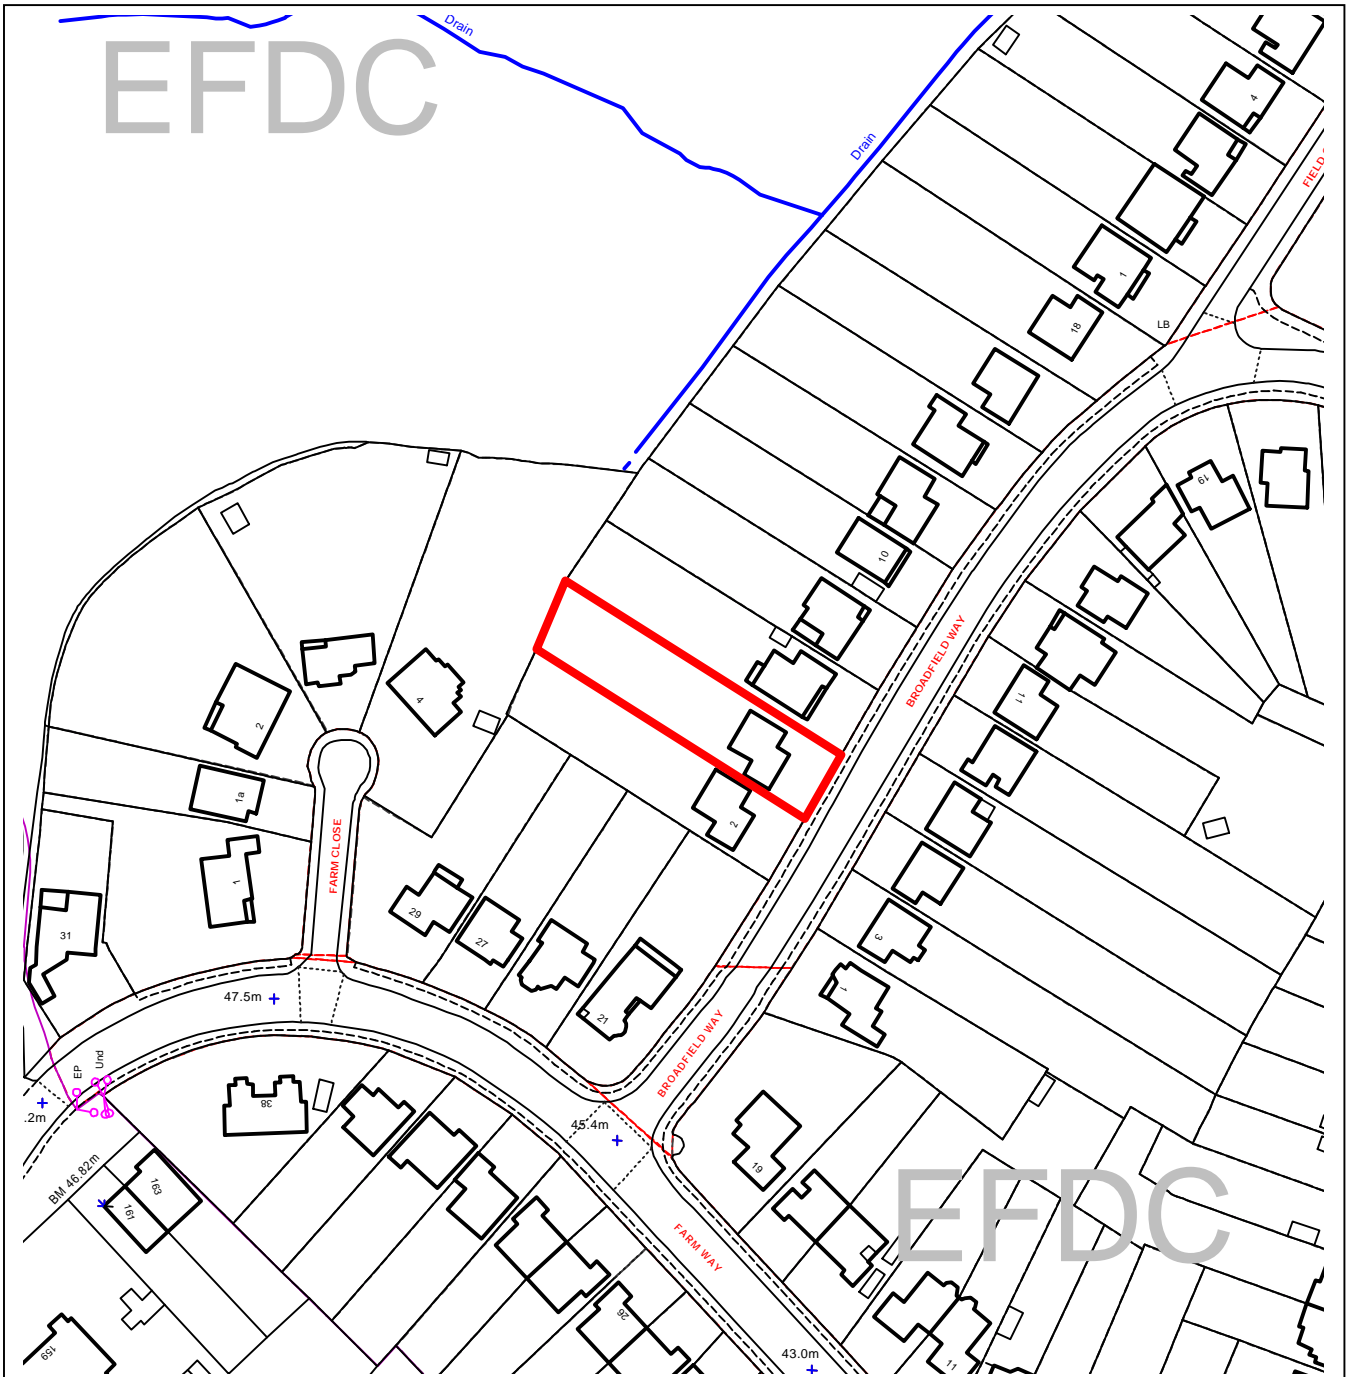 EFDC
Drain
Drain
4
FIELD
1
18
LB
10
19
BROADFIELD WAY
11
4
2
1a
2
FARM CLOSE
1
29
27
31
3
1
21
47.5m
BROADFIELD WAY
EP
Und
.2m
38
45.4m
BM 46.82m
163
161
19
EFDC
FARM WAY
26
159
43.0m
11